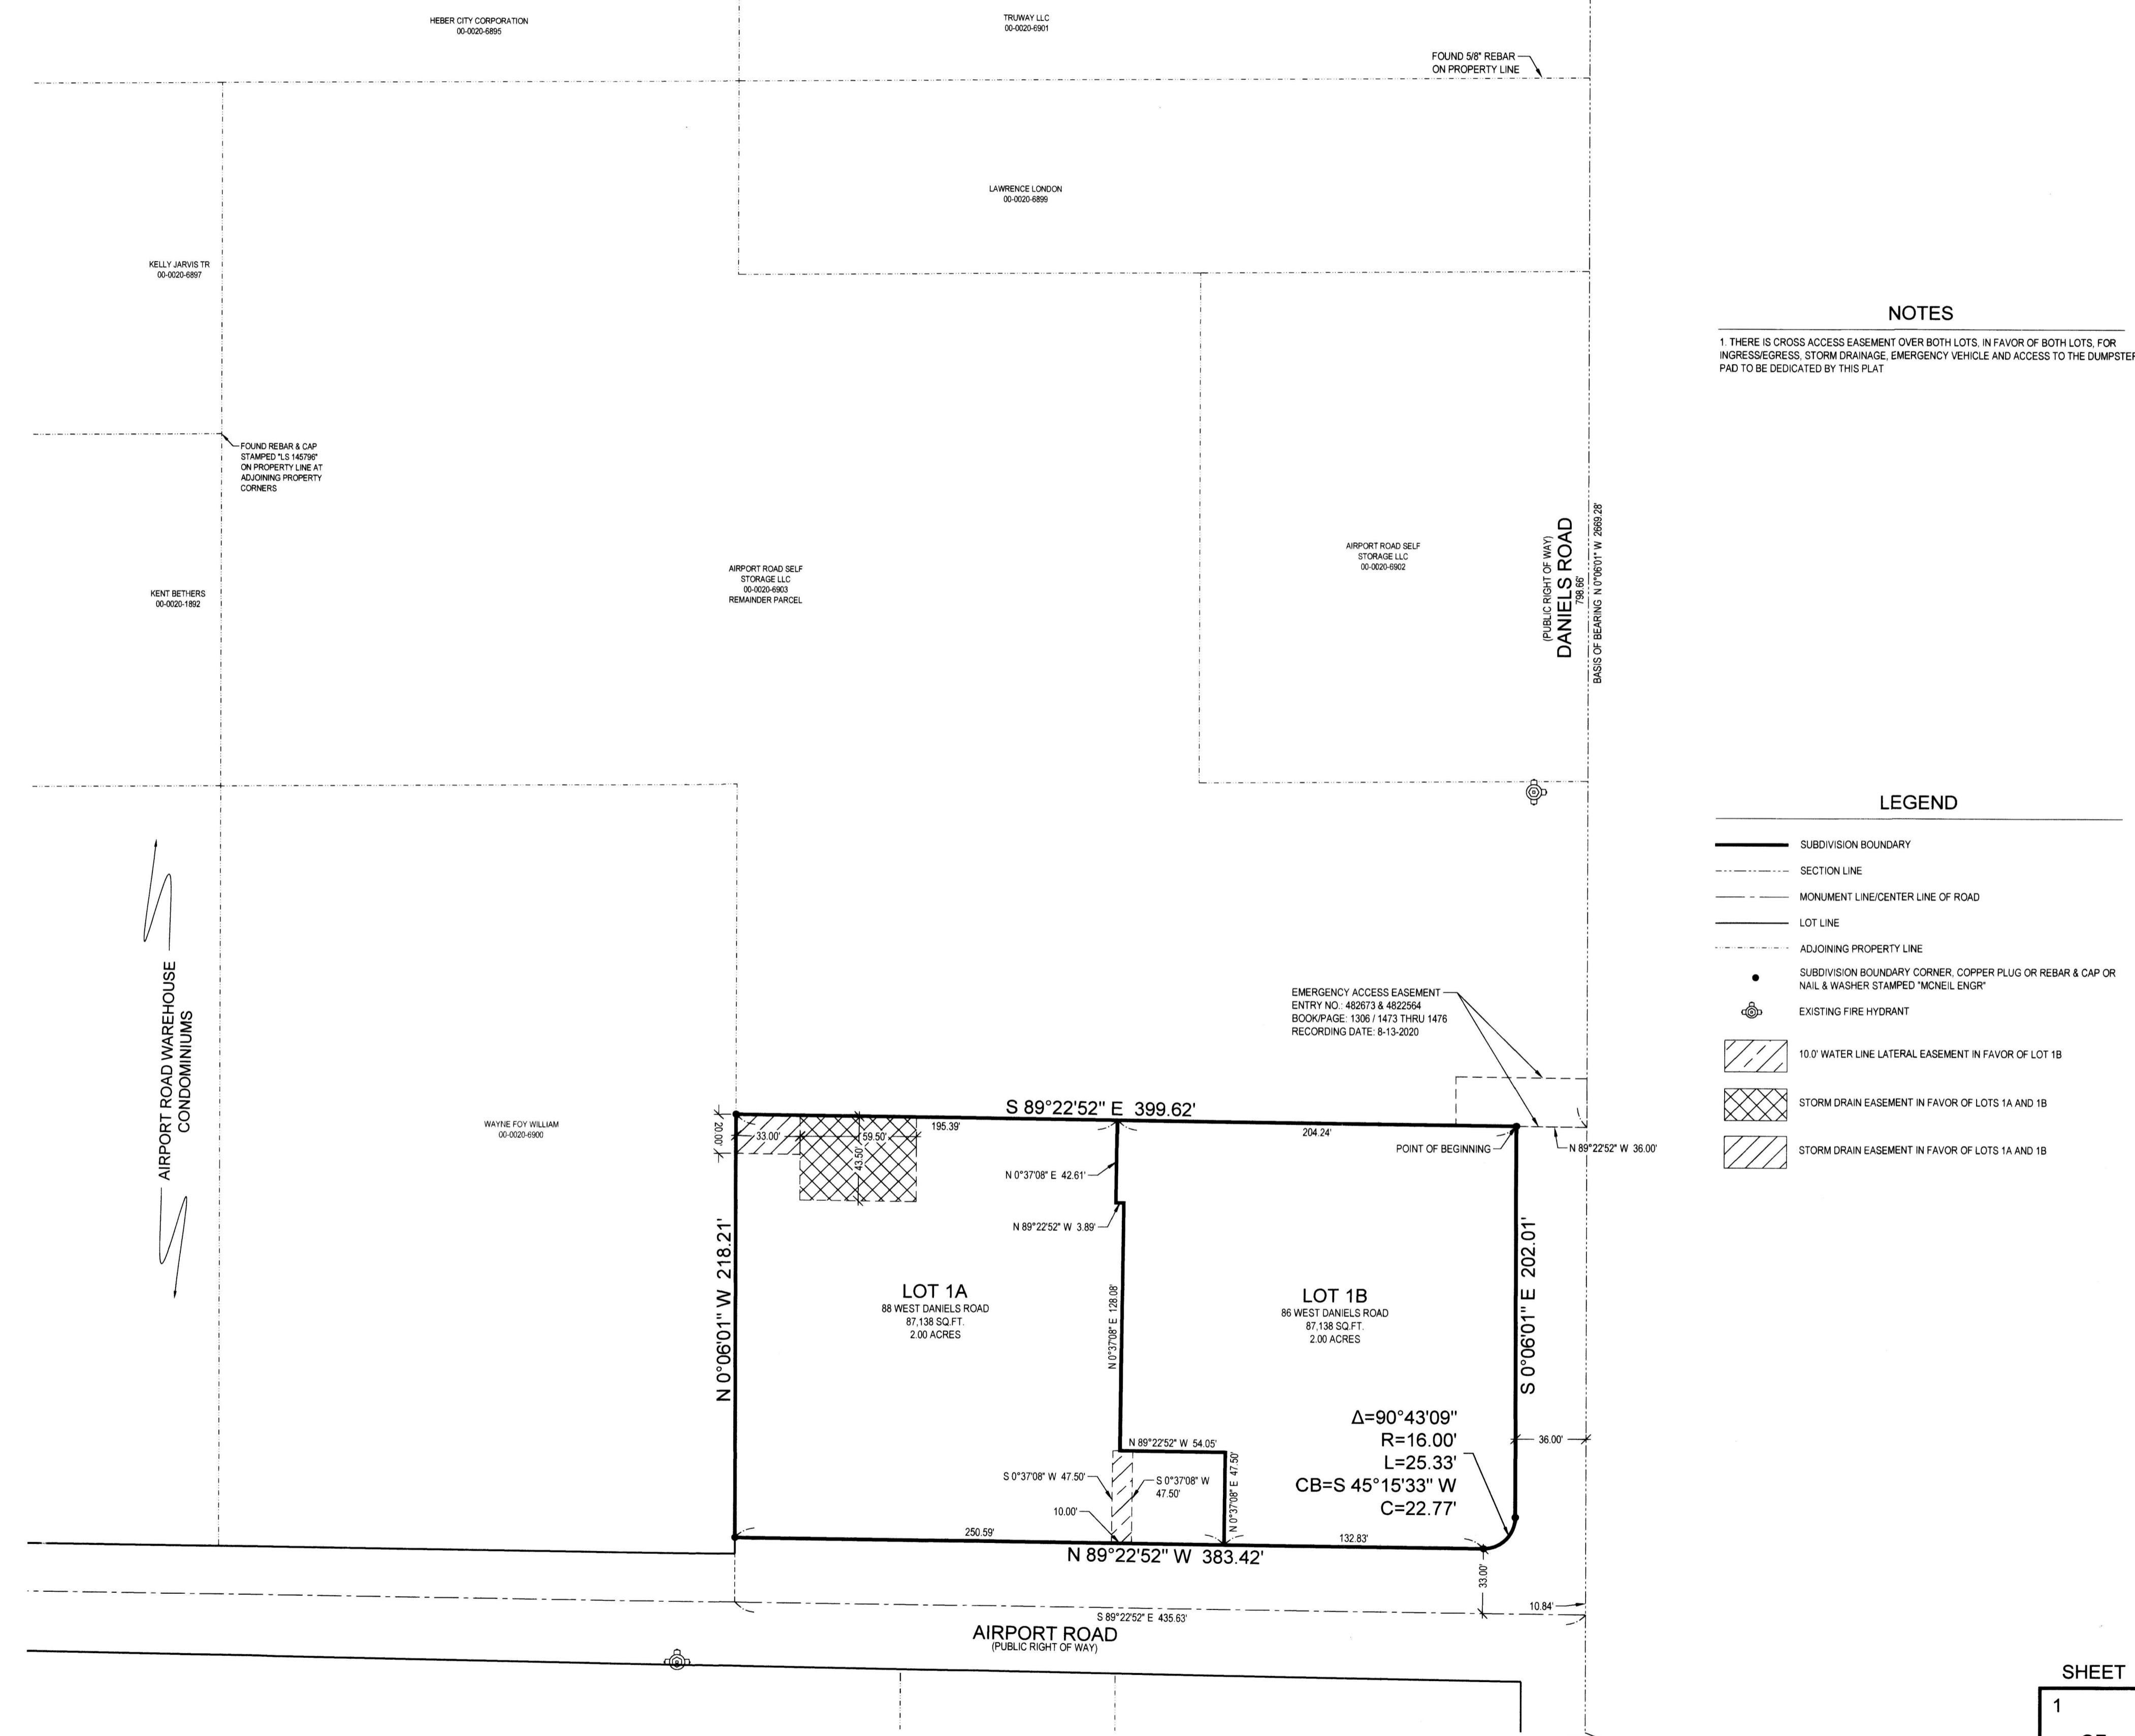 HEBER CITY CORPORATION
00-0020-6895
TRUWAY LLC
00-0020-6901
FOUND 5/8" REBAR
ON PROPERTY LINE
LAWRENCE LONDON
00-0020-6899
KELLY JARVIS TR
00-0020-6897
NOTES
1. THERE IS CROSS ACCESS EASEMENT OVER BOTH LOTS, IN FAVOR OF BOTH LOTS, FOR
INGRESS/EGRESS, STORM DRAINAGE, EMERGENCY VEHICLE AND ACCESS TO THE DUMPSTER
PAD TO BE DEDICATED BY THIS PLAT
FOUND REBAR & CAP
STAMPED "LS 145796"
ON PROPERTY LINE AT
ADJOINING PROPERTY
CORNERS
KENT BETHERS
00-0020-1892
AIRPORT ROAD SELF
STORAGE LLC
00-0020-6903
REMAINDER PARCEL
AIRPORT ROAD SELF
STORAGE LLC
00-0020-6902
(PUBLIC RIGHT OF WAY)
DANIELS ROAD
798.66'
BASIS OF BEARING N 0°06'01" W 2669.28'
LEGEND
SUBDIVISION BOUNDARY
SECTION LINE
MONUMENT LINE/CENTER LINE OF ROAD
LOT LINE
ADJOINING PROPERTY LINE
SUBDIVISION BOUNDARY CORNER, COPPER PLUG OR REBAR & CAP OR
NAIL & WASHER STAMPED "MCNEIL ENGR"
EXISTING FIRE HYDRANT
10.0' WATER LINE LATERAL EASEMENT IN FAVOR OF LOT 1B
STORM DRAIN EASEMENT IN FAVOR OF LOTS 1A AND 1B
STORM DRAIN EASEMENT IN FAVOR OF LOTS 1A AND 1B
AIRPORT ROAD WAREHOUSE
CONDOMINIUMS
EMERGENCY ACCESS EASEMENT
ENTRY NO.: 482673 & 4822564
BOOK/PAGE: 1306 / 1473 THRU 1476
RECORDING DATE: 8-13-2020
WAYNE FOY WILLIAM
00-0020-6900
S 89°22'52" E 399.62'
20.00'
33.00'
59.50'
43.50'
195.39'
204.24'
POINT OF BEGINNING
N 89°22'52" W 36.00'
N 0°37'08" E 42.61'
N 89°22'52" W 3.89'
N 0°06'01" W 218.21'
LOT 1A
88 WEST DANIELS ROAD
87,138 SQ.FT.
2.00 ACRES
N 0°37'08" E 128.08'
LOT 1B
86 WEST DANIELS ROAD
87,138 SQ.FT.
2.00 ACRES
S 0°06'01" E 202.01'
Δ=90°43'09"
R=16.00'
L=25.33'
CB=S 45°15'33" W
C=22.77'
36.00'
N 89°22'52" W 54.05'
S 0°37'08" W 47.50'
S 0°37'08" W
47.50'
N 0°37'08" E 47.50'
10.00'
250.59'
132.83'
N 89°22'52" W 383.42'
33.00'
10.84'
S 89°22'52" E 435.63'
AIRPORT ROAD
(PUBLIC RIGHT OF WAY)
SHEET
1